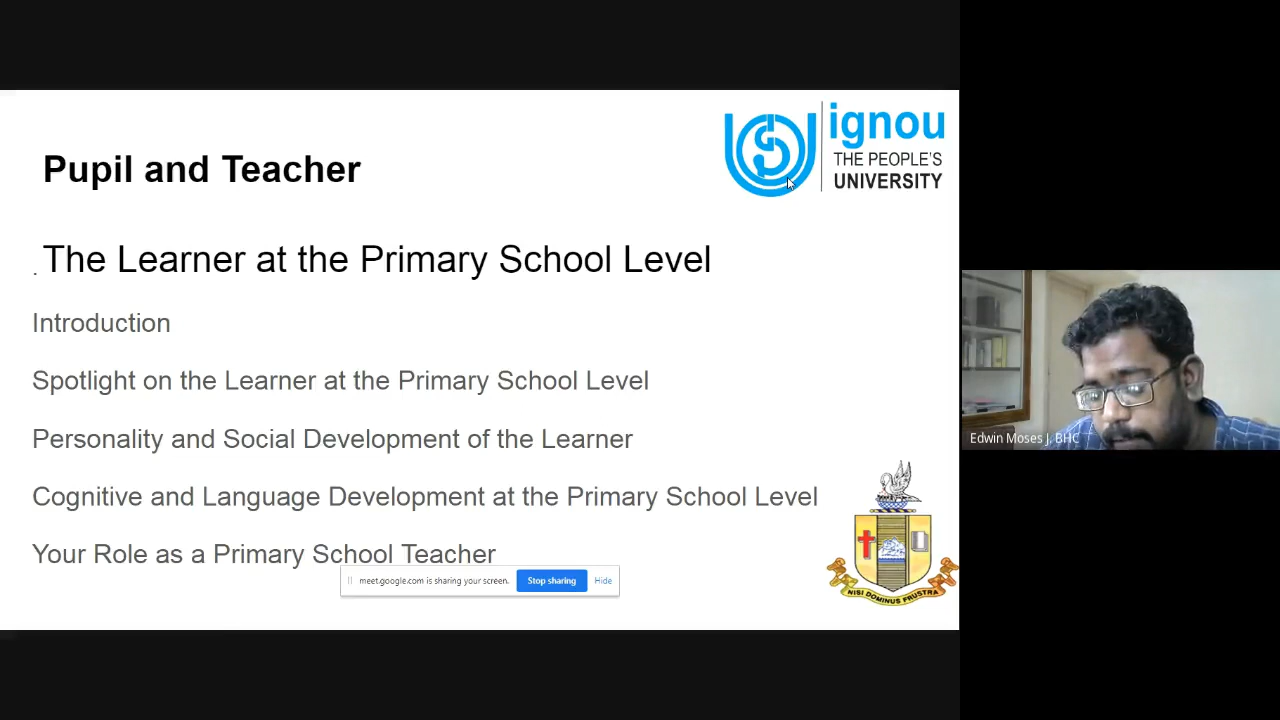 ignou
THE PEOPLE'S
UNIVERSITY
Pupil and Teacher
. The Learner at the Primary School Level
Introduction
Spotlight on the Learner at the Primary School Level
Personality and Social Development of the Learner
Cognitive and Language Development at the Primary School Level
Your Role as a Primary School Teacher
meet.google.com is sharing your screen.
Stop sharing
Hide
NISI DOMINUS FRUSTRA
Edwin Moses J, BHC